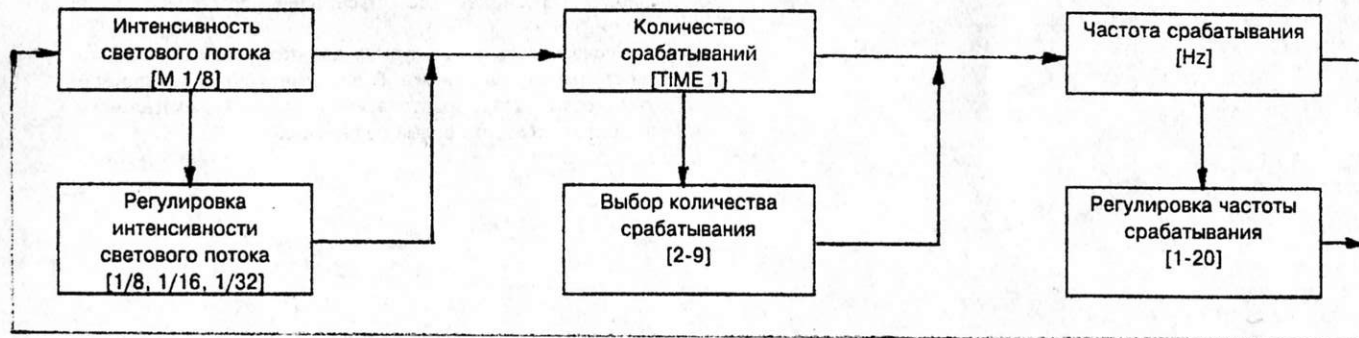 Интенсивность
светового потока
[M 1/8]
Регулировка
интенсивности
светового потока
[1/8, 1/16, 1/32]
Количество
срабатываний
[TIME 1]
Выбор количества
срабатывания
[2-9]
Частота срабатывания
[Hz]
Регулировка частоты
срабатывания
[1-20]